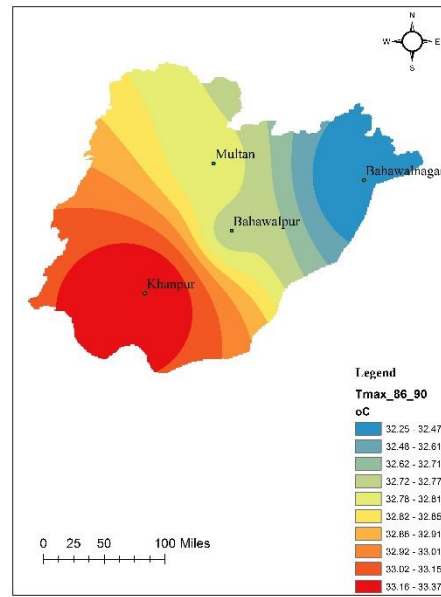 N
W E
S
Multan
Bahawalnagar
Bahawalpur
Khanpur
Legend
Tmax_86_90
oC
32.25 - 32.47
32.48 - 32.61
32.62 - 32.71
32.72 - 32.77
32.78 - 32.81
32.82 - 32.85
32.86 - 32.91
32.92 - 33.01
33.02 - 33.15
33.16 - 33.37
0 25 50 100 Miles